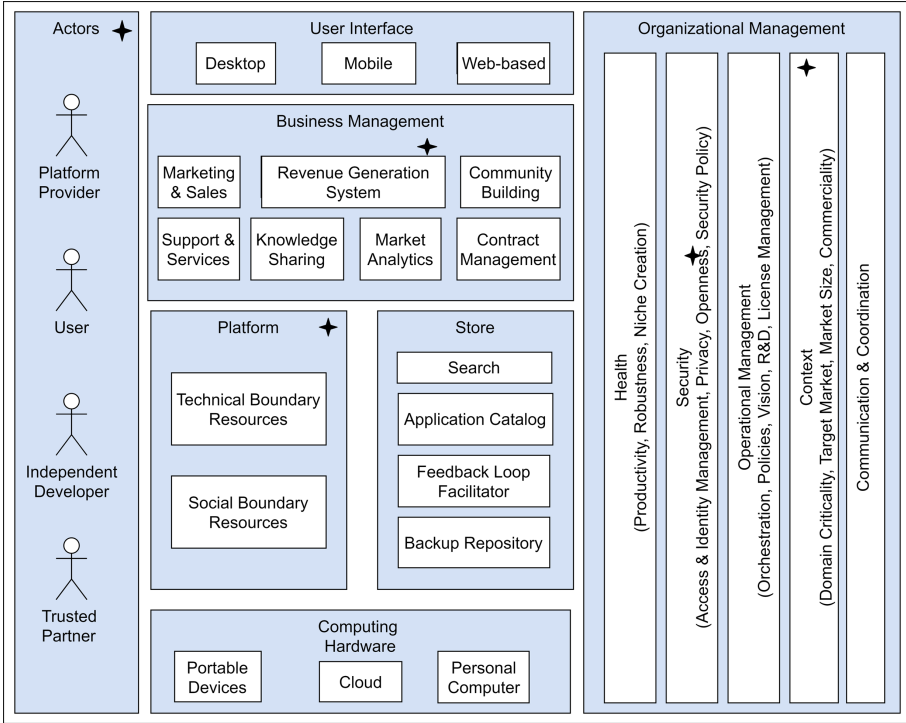 Actors
Platform
Provider
User
Independent
Developer
Trusted
Partner
User Interface
Desktop
Mobile
Web-based
Business Management
Marketing
& Sales
Revenue Generation
System
Community
Building
Support &
Services
Knowledge
Sharing
Market
Analytics
Contract
Management
Platform
Technical Boundary
Resources
Social Boundary
Resources
Store
Search
Application Catalog
Feedback Loop
Facilitator
Backup Repository
Computing
Hardware
Portable
Devices
Cloud
Personal
Computer
Organizational Management
Health
(Productivity, Robustness, Niche Creation)
Security
(Access & Identity Management, Privacy, Openness, Security Policy)
Operational Management
(Orchestration, Policies, Vision, R&D, License Management)
Context
(Domain Criticality, Target Market, Market Size, Commerciality)
Communication & Coordination